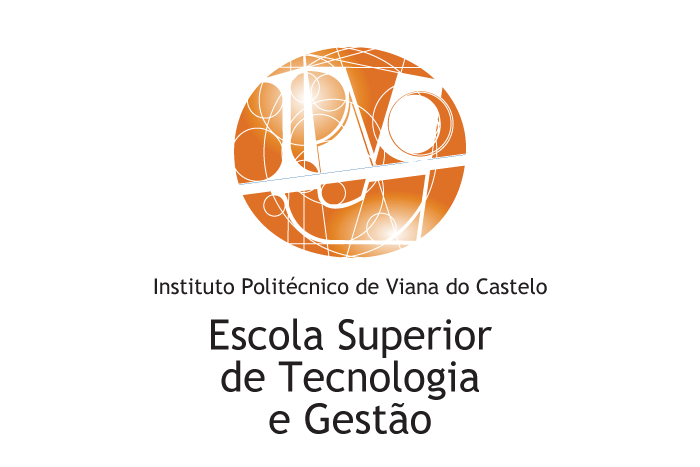 Instituto Politécnico de Viana do Castelo
Escola Superior
de Tecnologia
e Gestão